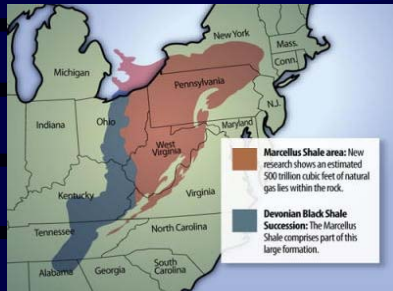 New York
Mass.
Conn.
Michigan
Pennsylvania
N.J.
Ohio
Indiana
Maryland
West
Virginia
Virginia
Kentucky
North Carolina
Tennessee
South
Carolina
Alabama
Georgia
Marcellus Shale area: New
research shows an estimated
500 trillion cubic feet of natural
gas lies within the rock.
Devonian Black Shale
Succession: The Marcellus
Shale comprises part of this
large formation.